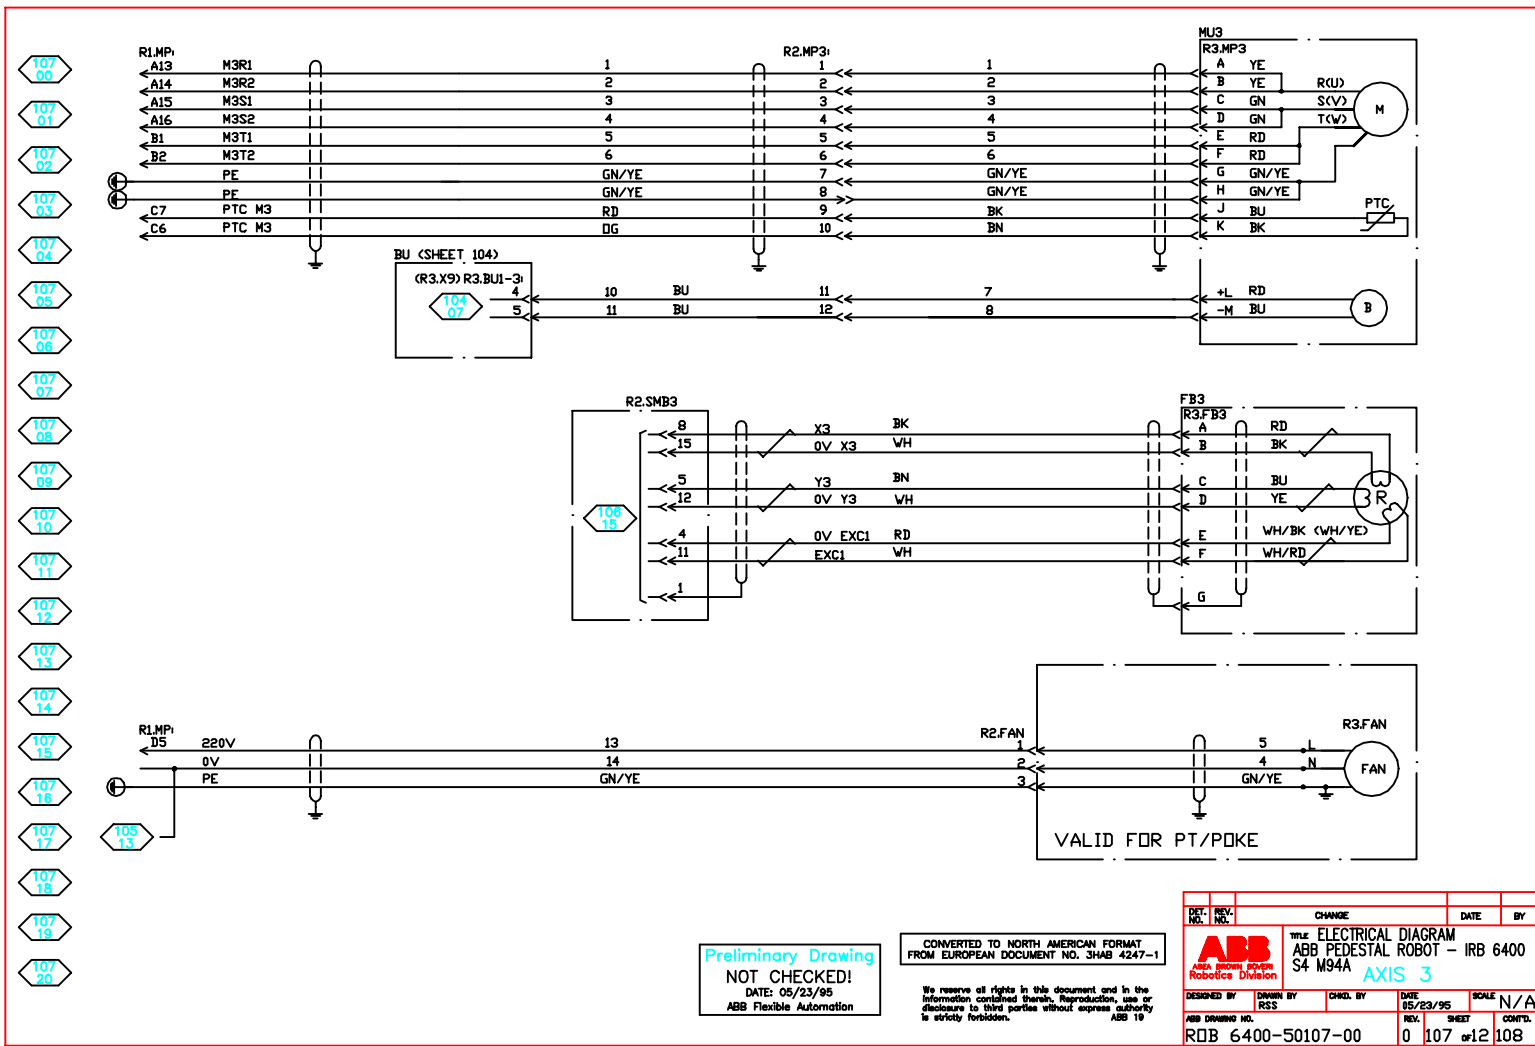 MU3
R1.MP:
R2.MP3:
R3.MP3
107
00
A13 M3R1 1 1 1 A YE
A14 M3R2 2 2 2 B YE R(U)
107
01
A15 M3S1 3 3 3 C GN S(V) M
A16 M3S2 4 4 4 D GN T(W)
B1 M3T1 5 5 5 E RD
107
02
B2 M3T2 6 6 6 F RD
PE GN/YE 7 GN/YE G GN/YE
107
03
PE GN/YE 8 GN/YE H GN/YE
C7 PTC M3 RD 9 BK J BU PTC
C6 PTC M3 OG 10 BN K BK
107
04
BU (SHEET 104)
(R3.X9) R3.BU1-3:
107
05
104
07
4 10 BU 11 7 +L RD
5 11 BU 12 8 -M BU B
107
06
107
07
R2.SMB3
FB3
R3.FB3
107
08
8 X3 BK A RD
15 0V X3 WH B BK
107
09
5 Y3 BN C BU
12 0V Y3 WH D YE R
107
10
106
15
4 0V EXC1 RD E WH/BK (WH/YE)
11 EXC1 WH F WH/RD
107
11
1 G
107
12
107
13
107
14
R1.MP:
R2.FAN
R3.FAN
107
15
D5 220V 13 1 5 L
0V 14 2 4 N FAN
PE GN/YE 3 GN/YE
107
16
107
17
105
13
VALID FOR PT/POKE
107
18
107
19
107
20
Preliminary Drawing
NOT CHECKED!
DATE: 05/23/95
ABB Flexible Automation
CONVERTED TO NORTH AMERICAN FORMAT
FROM EUROPEAN DOCUMENT NO. 3HAB 4247-1
We reserve all rights in this document and in the
information contained therein. Reproduction, use or
disclosure to third parties without express authority
is strictly forbidden. ABB 19
DET. NO. REV. NO. CHANGE DATE BY
ABB
ASEA BROWN BOVERI
Robotics Division
TITLE ELECTRICAL DIAGRAM
ABB PEDESTAL ROBOT - IRB 6400
S4 M94A
AXIS 3
DESIGNED BY DRAWN BY CHKD. BY DATE SCALE
RSS 05/23/95 N/A
ABB DRAWING NO. REV. SHEET CONT'D.
ROB 6400-50107-00 0 107 of12 108